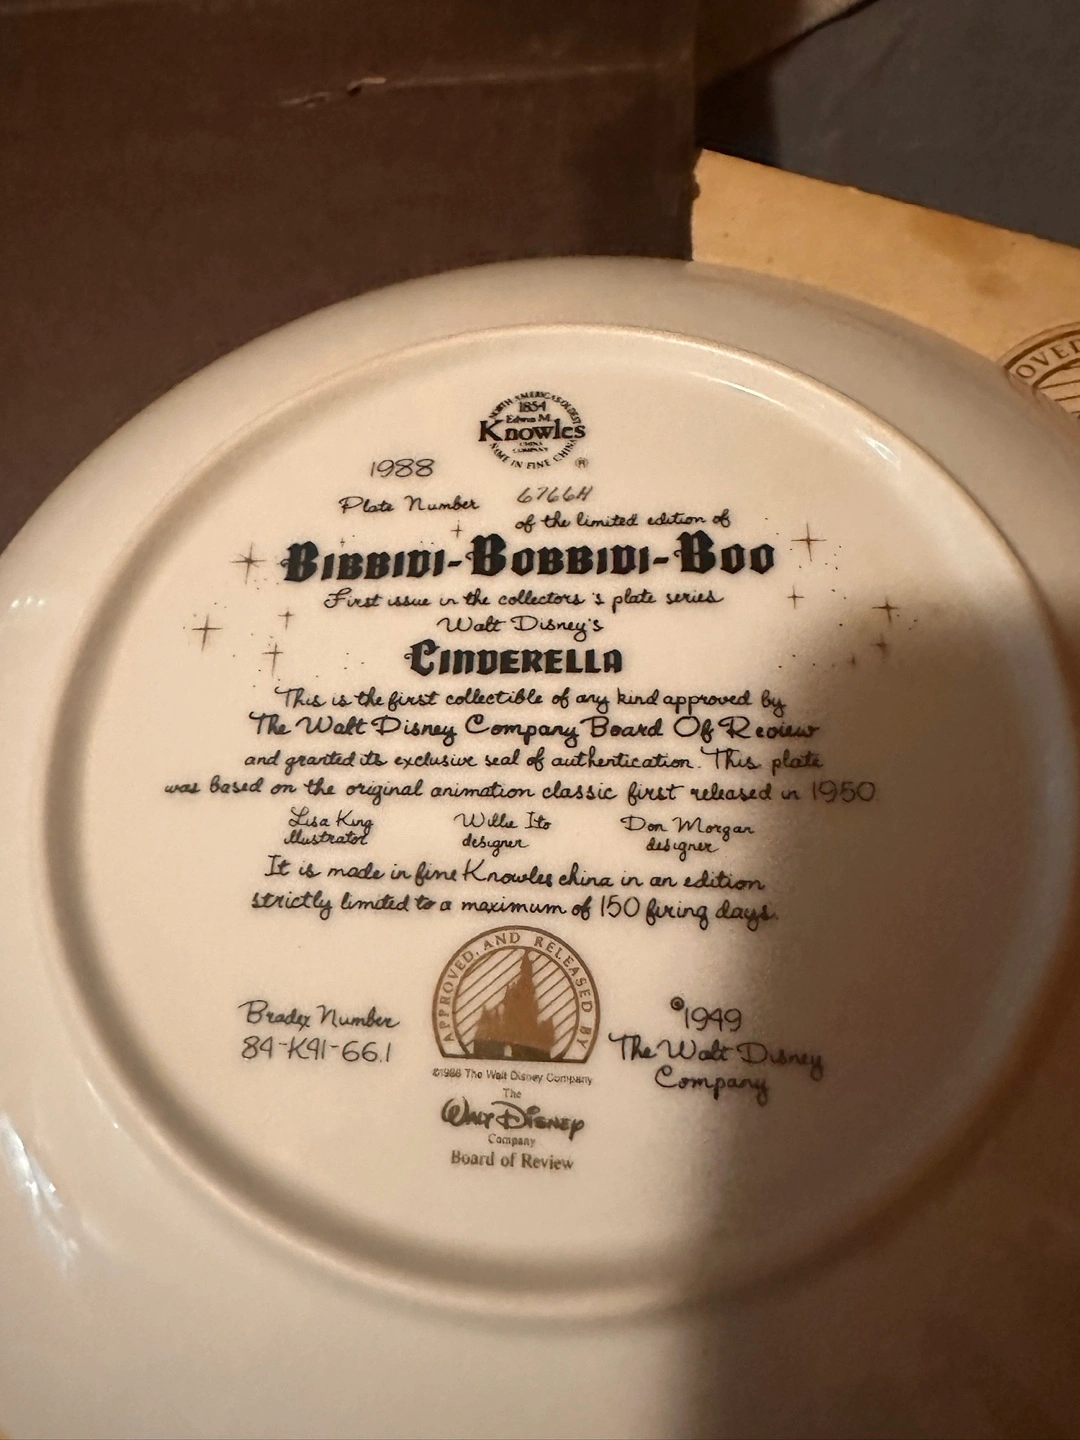 NORTH AMERICA'S OLDEST
1854
Edwin M.
Knowles
CHINA
COMPANY
NAME IN FINE CHINA
®
1988
Plate Number 6766H
of the limited edition of
BIBBIDI-BOBBIDI-BOO
First issue in the collectors's plate series
Walt Disney's
CINDERELLA
This is the first collectible of any kind approved by
The Walt Disney Company Board Of Review
and granted its exclusive seal of authentication. This plate
was based on the original animation classic first released in 1950
Lisa King Willie Ito Don Morgan
illustrator designer designer
It is made in fine Knowles china in an edition
strictly limited to a maximum of 150 firing days.
APPROVED AND RELEASED BY
Bradex Number
84-K41-66.1
©1949
The Walt Disney
Company
©1988 The Walt Disney Company
The
Walt Disney
Company
Board of Review
OVED